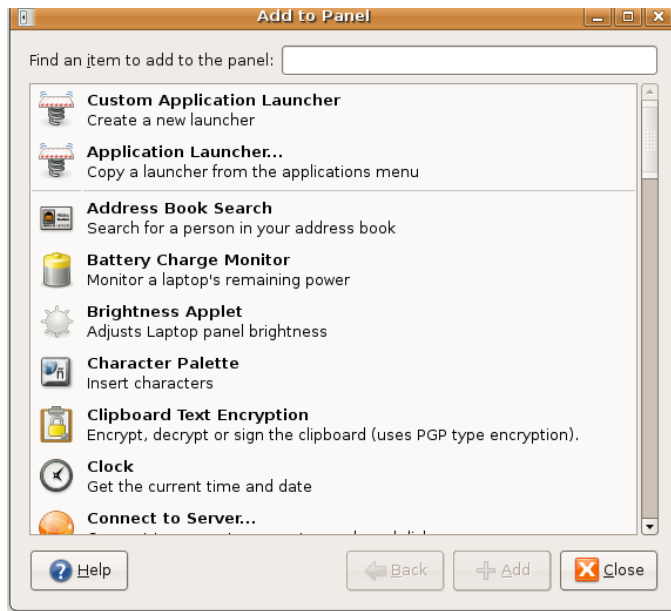 Add to Panel
Find an item to add to the panel:
Custom Application Launcher
Create a new launcher
Application Launcher...
Copy a launcher from the applications menu
Address Book Search
Search for a person in your address book
Battery Charge Monitor
Monitor a laptop's remaining power
Brightness Applet
Adjusts Laptop panel brightness
Character Palette
Insert characters
Clipboard Text Encryption
Encrypt, decrypt or sign the clipboard (uses PGP type encryption).
Clock
Get the current time and date
Connect to Server...
Help Back Add Close